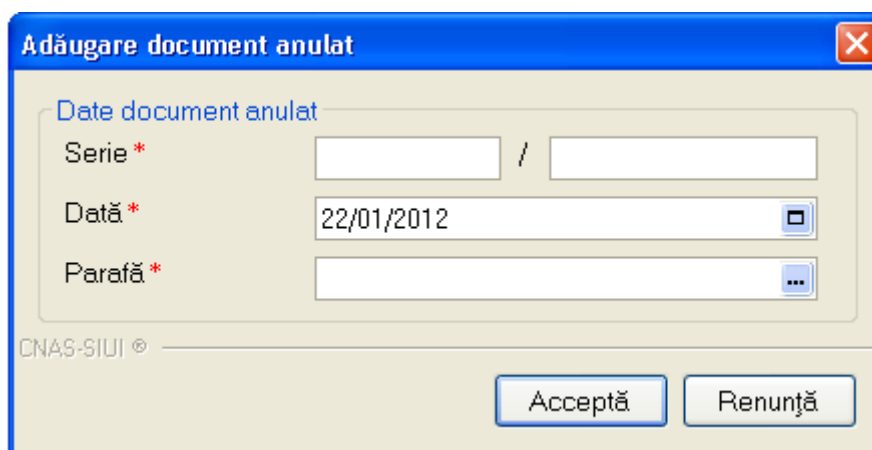 Adăugare document anulat
Date document anulat
Serie * /
Dată * 22/01/2012
Parafă * ...
CNAS-SIUI ®
Acceptă Renunţă